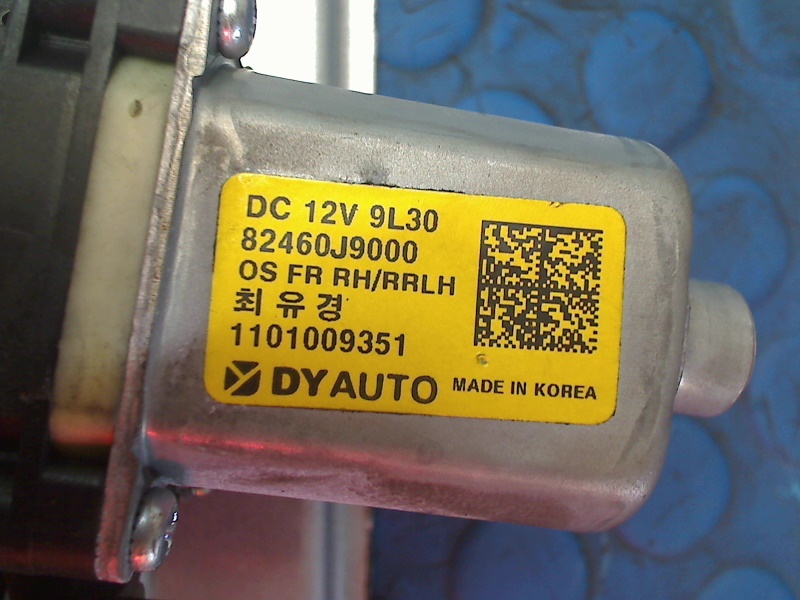 DC 12V 9L30
82460J9000
OS FR RH/RRLH
최유경
1101009351
DYAUTO MADE IN KOREA